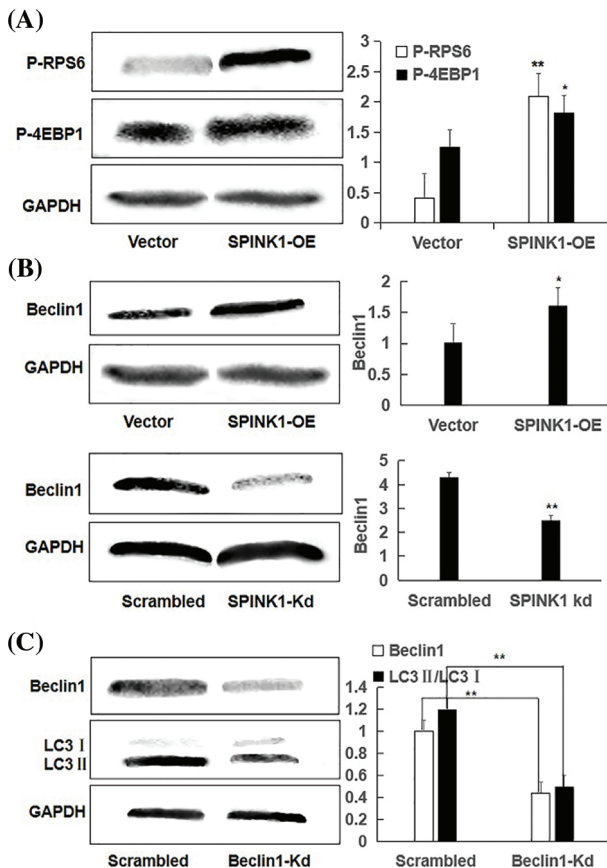 (A)
P-RPS6
P-4EBP1
GAPDH
Vector SPINK1-OE
P-RPS6
P-4EBP1
3
2.5
2
1.5
1
0.5
0
**
*
Vector SPINK1-OE
(B)
Beclin1
GAPDH
Vector SPINK1-OE
Beclin1
2
1.5
1
0.5
0
*
Vector SPINK1-OE
Beclin1
GAPDH
Scrambled SPINK1-Kd
Beclin1
5
4
3
2
1
0
**
Scrambled SPINK1 kd
(C)
Beclin1
LC3 Ⅰ
LC3 Ⅱ
GAPDH
Scrambled Beclin1-Kd
Beclin1
LC3 Ⅱ/LC3 Ⅰ
1.4
1.2
1
0.8
0.6
0.4
0.2
0
**
**
Scrambled Beclin1-Kd